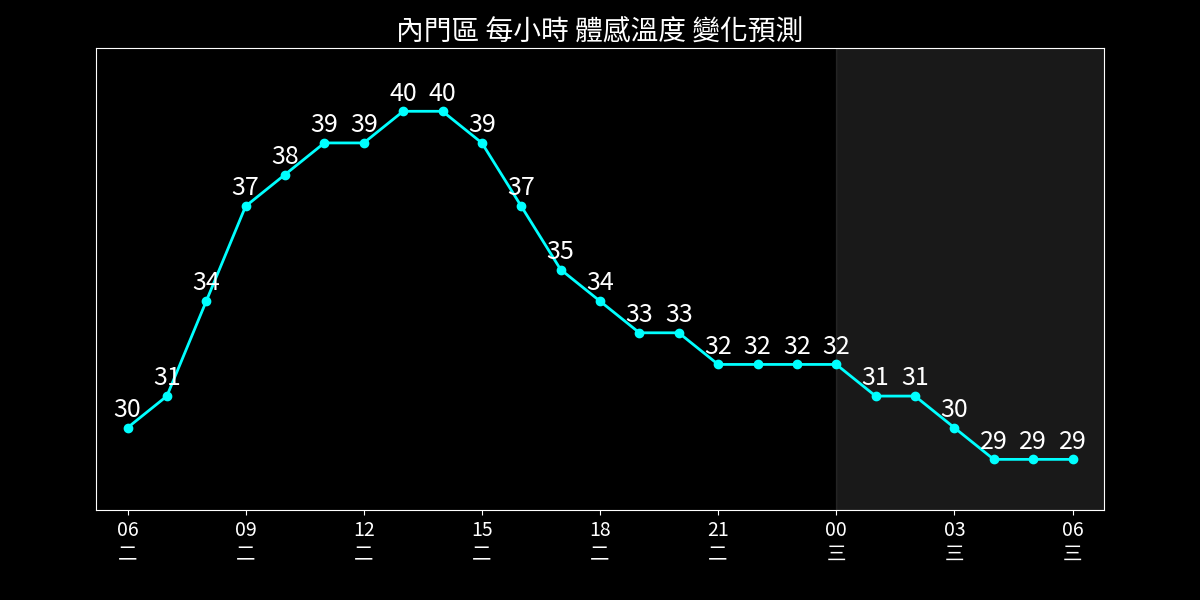 內門區 每小時 體感溫度 變化預測
30 31 34 37 38 39 39 40 40 39 37 35 34 33 33 32 32 32 32 31 31 30 29 29 29
06 09 12 15 18 21 00 03 06
二 二 二 二 二 二 三 三 三